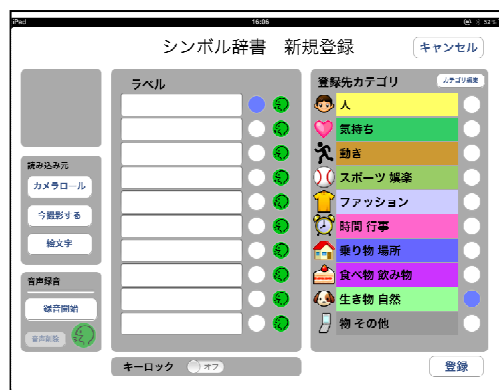 iPad 16:06 52%
シンボル辞書 新規登録
キャンセル
ラベル
登録先カテゴリ
カテゴリ編集
人
気持ち
動き
スポーツ 娯楽
ファッション
時間 行事
乗り物 場所
食べ物 飲み物
生き物 自然
物 その他
読み込み元
カメラロール
今撮影する
絵文字
音声録音
録音開始
音声削除
キーロック
オフ
登録